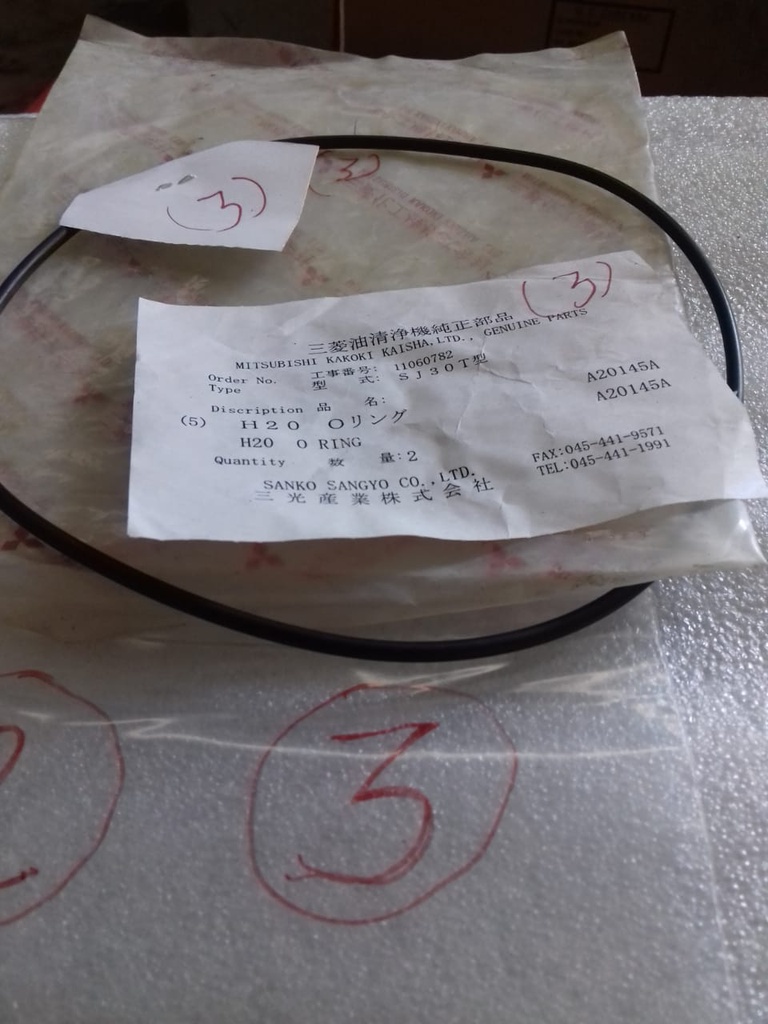 (3)
(3)
(3)
三菱油清浄機純正部品
MITSUBISHI KAKOKI KAISHA,LTD., GENUINE PARTS
Order No. 工事番号: 11060782 A20145A
Type 型 式: SJ30T型 A20145A
Discription 品 名:
(5) H20 Oリング
H20 O RING
Quantity 数 量:2 FAX:045-441-9571
SANKO SANGYO CO.,LTD. TEL:045-441-1991
三光産業株式会社
3